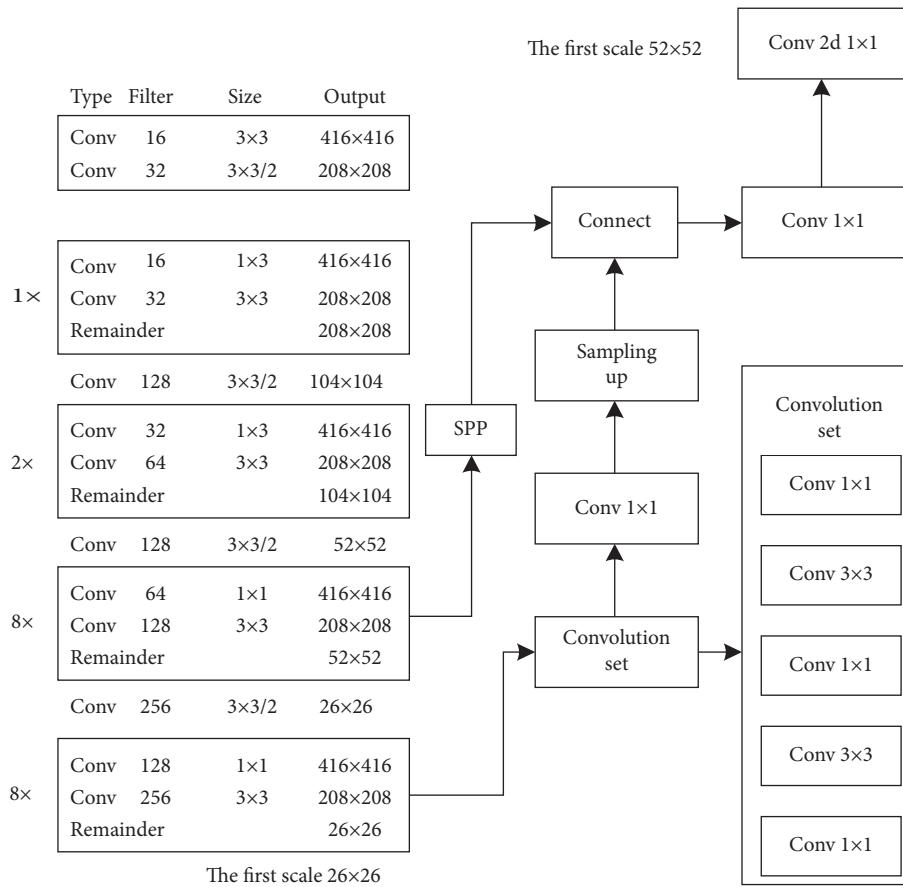 The first scale 52×52
Conv 2d 1×1
Type Filter Size Output
Conv 16 3×3 416×416
Conv 32 3×3/2 208×208
Connect
Conv 1×1
1×
Conv 16 1×3 416×416
Conv 32 3×3 208×208
Remainder 208×208
Sampling
up
Conv 128 3×3/2 104×104
2×
Conv 32 1×3 416×416
Conv 64 3×3 208×208
Remainder 104×104
SPP
Conv 1×1
Conv 128 3×3/2 52×52
8×
Conv 64 1×1 416×416
Conv 128 3×3 208×208
Remainder 52×52
Convolution
set
Conv 256 3×3/2 26×26
8×
Conv 128 1×1 416×416
Conv 256 3×3 208×208
Remainder 26×26
The first scale 26×26
Convolution
set
Conv 1×1
Conv 3×3
Conv 1×1
Conv 3×3
Conv 1×1